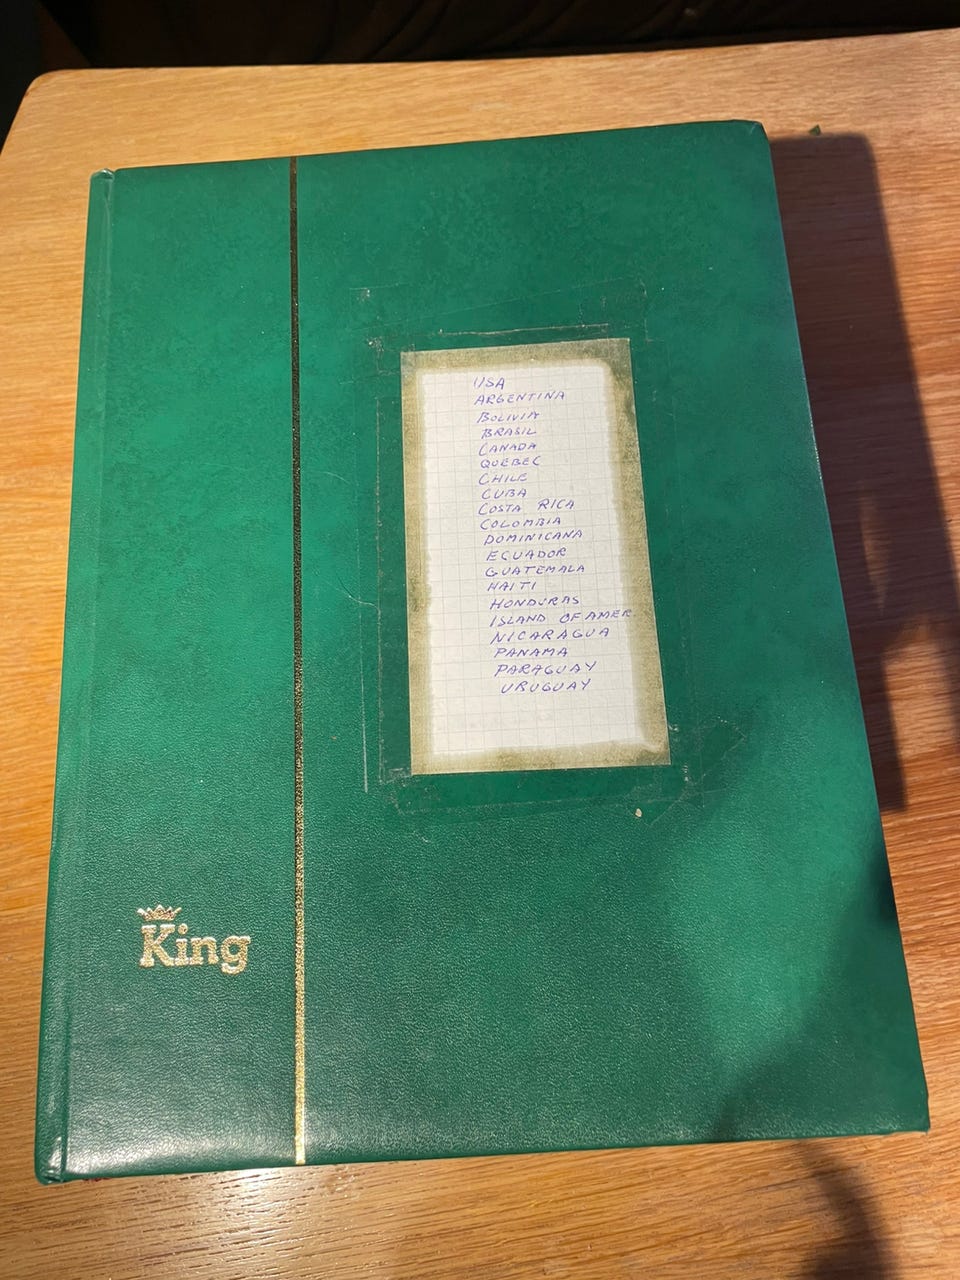 USA
ARGENTINA
BOLIVIA
BRASIL
CANADA
QUEBEC
CHILE
CUBA
COSTA RICA
COLOMBIA
DOMINICANA
ECUADOR
GUATEMALA
HAITI
HONDURAS
ISLAND OF AMER.
NICARAGUA
PANAMA
PARAGUAY
URUGUAY
King